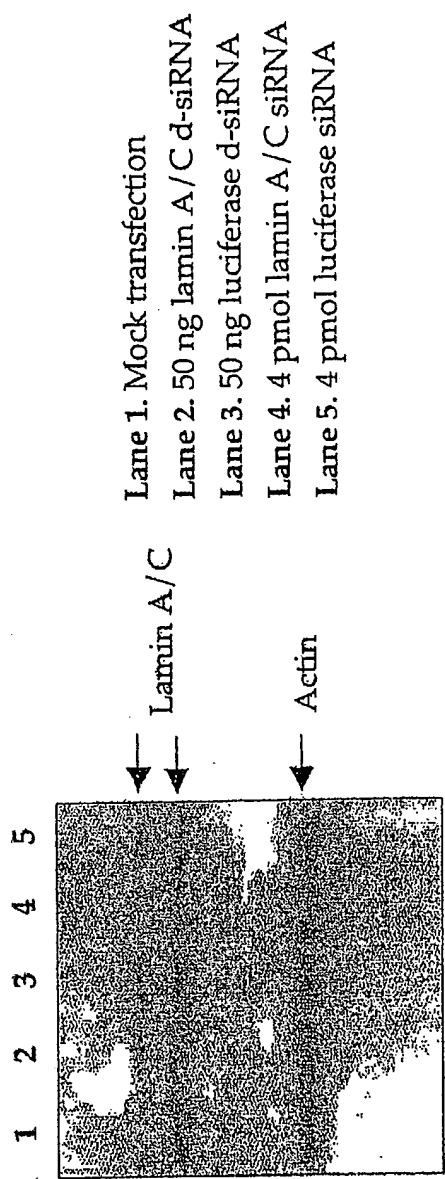 1 2 3 4 5
Lamin A/C
Actin
Lane 1. Mock transfection
Lane 2. 50 ng lamin A/C d-siRNA
Lane 3. 50 ng luciferase d-siRNA
Lane 4. 4 pmol lamin A/C siRNA
Lane 5. 4 pmol luciferase siRNA